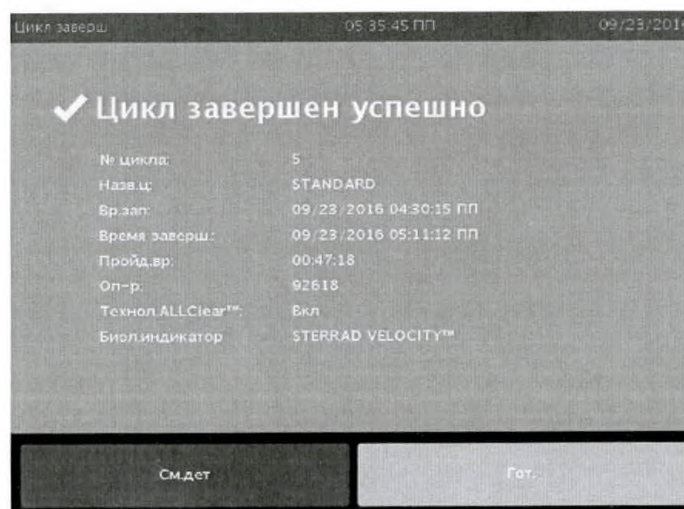 Цикл заверш 05:35:45 ПП 09/23/2016
Цикл завершен успешно
№ цикла: 5
Назв.ц: STANDARD
Вр.зап: 09/23/2016 04:30:15 ПП
Время заверш.: 09/23/2016 05:11:12 ПП
Пройд.вр: 00:47:18
Оп-р: 92618
Технол.ALLClear™: Вкл
Биол.индикатор STERRAD VELOCITY™
См.дет Гот.